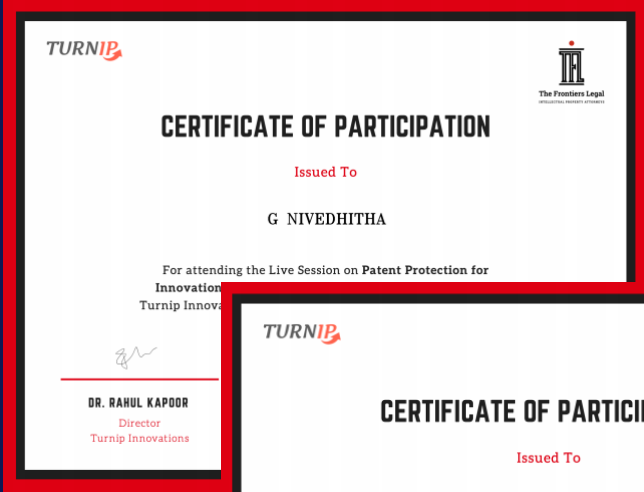 TURNIP
The Frontiers Legal
INTELLECTUAL PROPERTY ATTORNEYS
CERTIFICATE OF PARTICIPATION
Issued To
G NIVEDHITHA
For attending the Live Session on Patent Protection for
Innovation
Turnip Innova
DR. RAHUL KAPOOR
Director
Turnip Innovations
TURNIP
CERTIFICATE OF PARTICI
Issued To